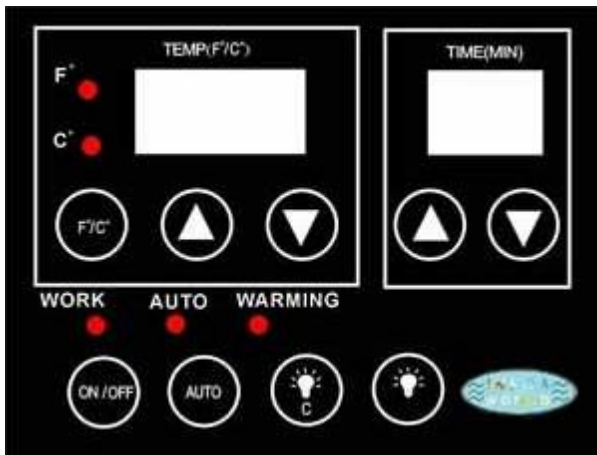 TEMP(F°/C°)
TIME(MIN)
F°
C°
F°/C°
WORK
AUTO
WARMING
ON/OFF
AUTO
C